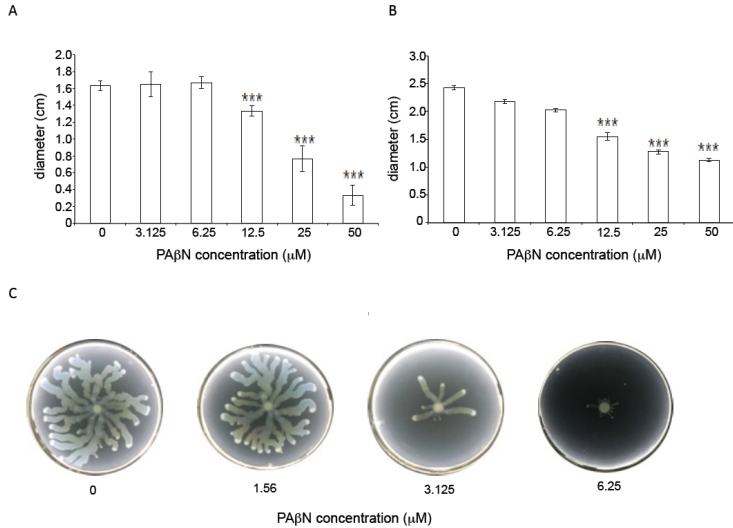 A
B
2.0
1.8
1.6
1.4
1.2
1.0
0.8
0.6
0.4
0.2
0
diameter (cm)
***
***
***
0 3.125 6.25 12.5 25 50
PAβN concentration (μM)
3.0
2.5
2.0
1.5
1.0
0.5
0
diameter (cm)
***
***
***
0 3.125 6.25 12.5 25 50
PAβN concentration (μM)
C
0 1.56 3.125 6.25
PAβN concentration (μM)